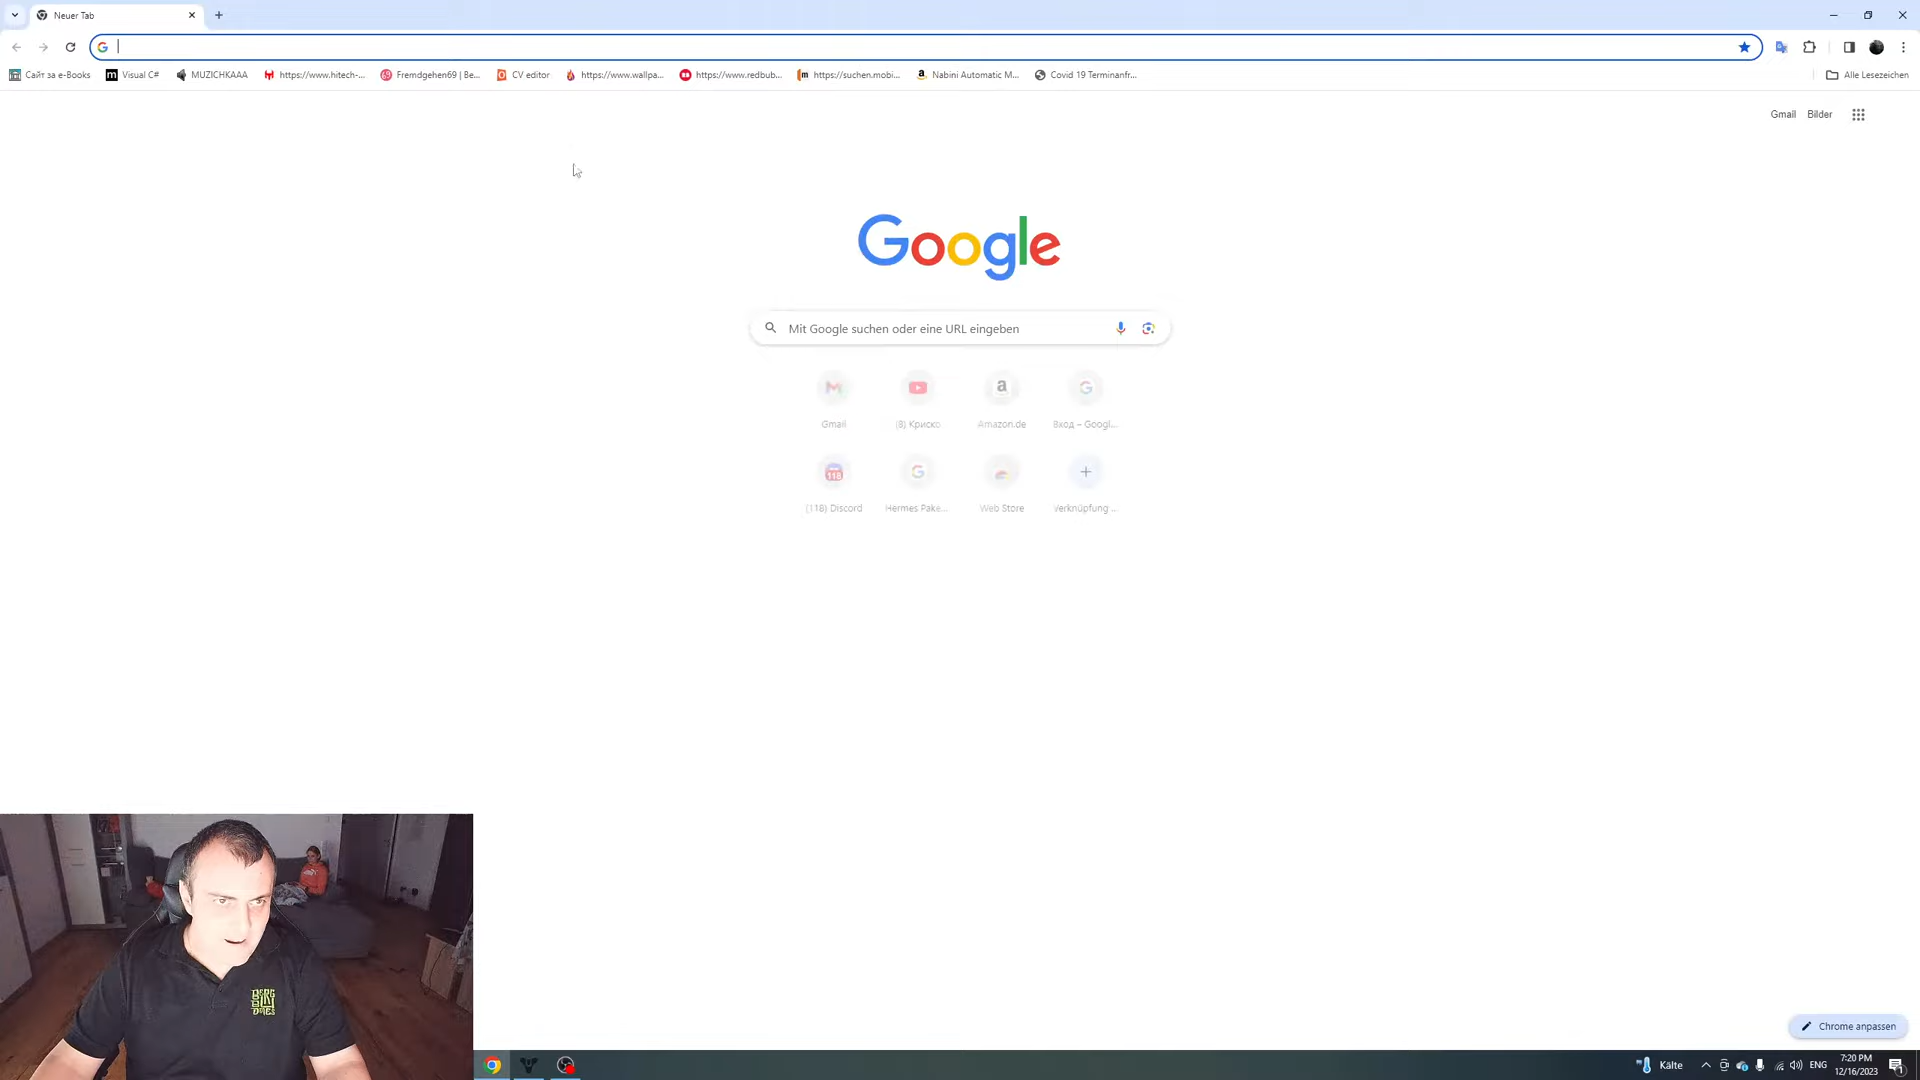 Neuer Tab
Сайт за e-Books
Visual C#
MUZICHKAAA
https://www.hitech-...
Fremdgehen69 | Be...
CV editor
https://www.wallpa...
https://www.redbub...
https://suchen.mobi...
Nabini Automatic M...
Covid 19 Terminanfr...
Alle Lesezeichen
Gmail
Bilder
Google
Mit Google suchen oder eine URL eingeben
Gmail
(8) Криско
Amazon.de
Вход – Googl...
(118) Discord
Hermes Pake...
Web Store
Verknüpfung ...
Chrome anpassen
Kälte
ENG
7:20 PM
12/16/2023